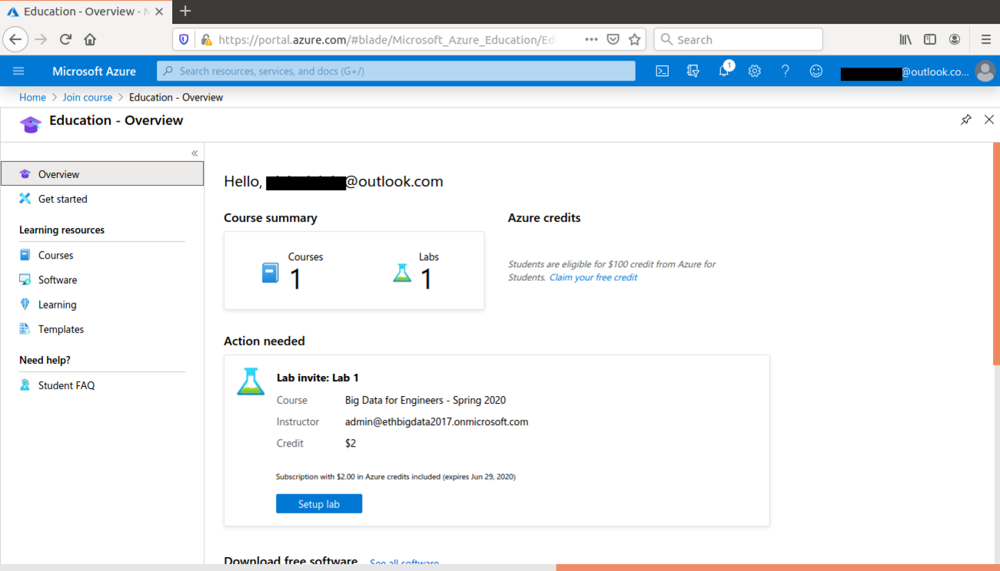 Education - Overview - M
https://portal.azure.com/#blade/Microsoft_Azure_Education/Edu
Search
Microsoft Azure
Search resources, services, and docs (G+/)
1
@outlook.co...
Home > Join course > Education - Overview
Education - Overview
«
Overview
Get started
Learning resources
Courses
Software
Learning
Templates
Need help?
Student FAQ
Hello, @outlook.com
Course summary
Courses
1
Labs
1
Azure credits
Students are eligible for $100 credit from Azure for
Students. Claim your free credit
Action needed
Lab invite: Lab 1
Course Big Data for Engineers - Spring 2020
Instructor admin@ethbigdata2017.onmicrosoft.com
Credit $2
Subscription with $2.00 in Azure credits included (expires Jun 29, 2020)
Setup lab
Download free software See all software